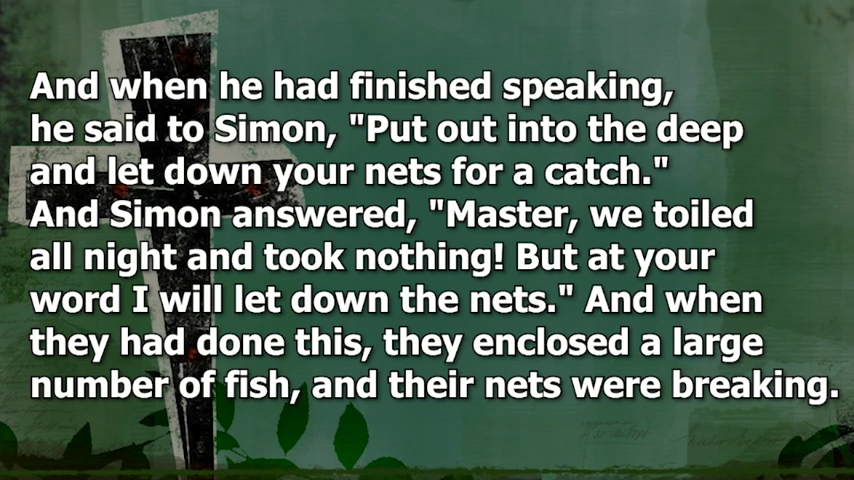 And when he had finished speaking,
he said to Simon, "Put out into the deep
and let down your nets for a catch."
And Simon answered, "Master, we toiled
all night and took nothing! But at your
word I will let down the nets." And when
they had done this, they enclosed a large
number of fish, and their nets were breaking.